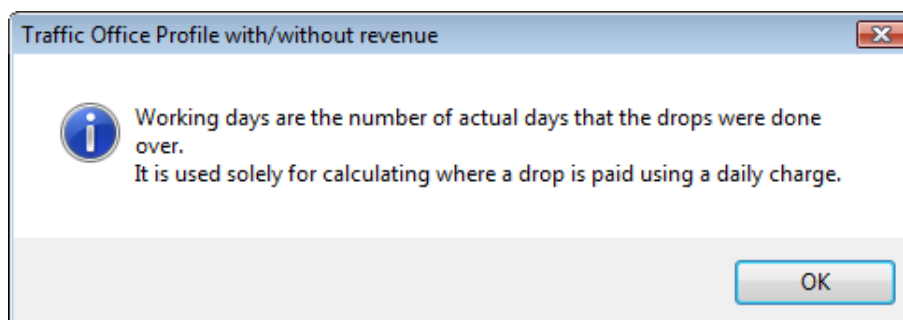 Traffic Office Profile with/without revenue
Working days are the number of actual days that the drops were done
over.
It is used solely for calculating where a drop is paid using a daily charge.
OK